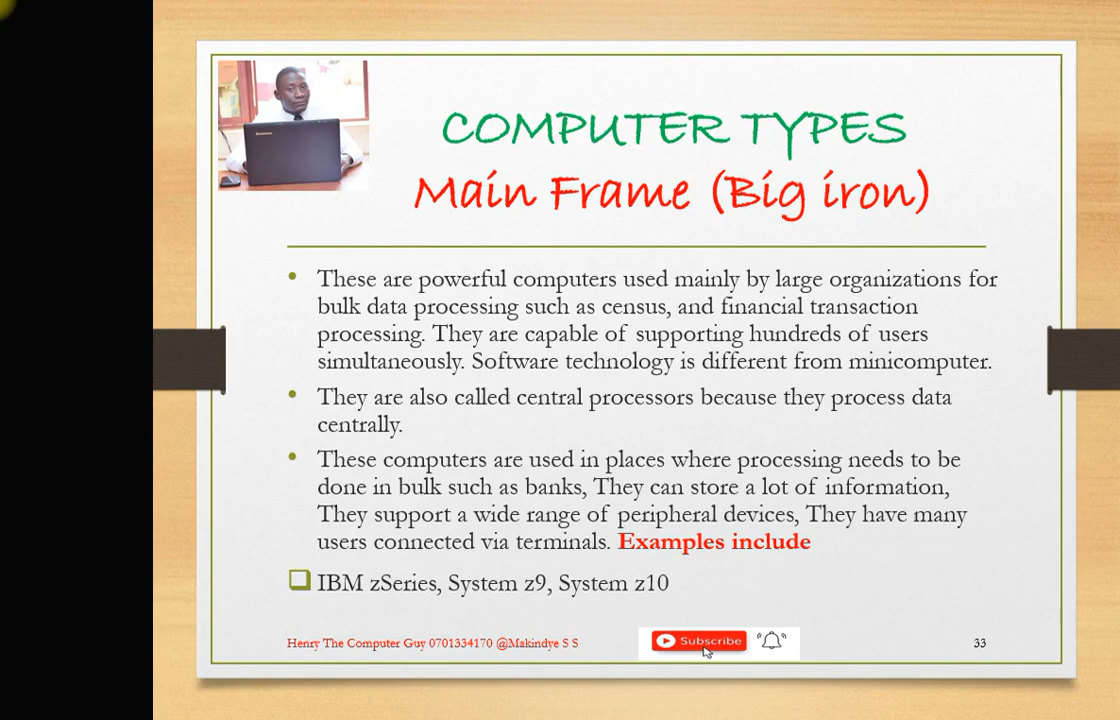 COMPUTER TYPES
Main Frame (Big iron)
• These are powerful computers used mainly by large organizations for
bulk data processing such as census, and financial transaction
processing. They are capable of supporting hundreds of users
simultaneously. Software technology is different from minicomputer.
• They are also called central processors because they process data
centrally.
• These computers are used in places where processing needs to be
done in bulk such as banks, They can store a lot of information,
They support a wide range of peripheral devices, They have many
users connected via terminals. Examples include
❑ IBM zSeries, System z9, System z10
Henry The Computer Guy 0701334170 @Makindye S S
Subscribe
33